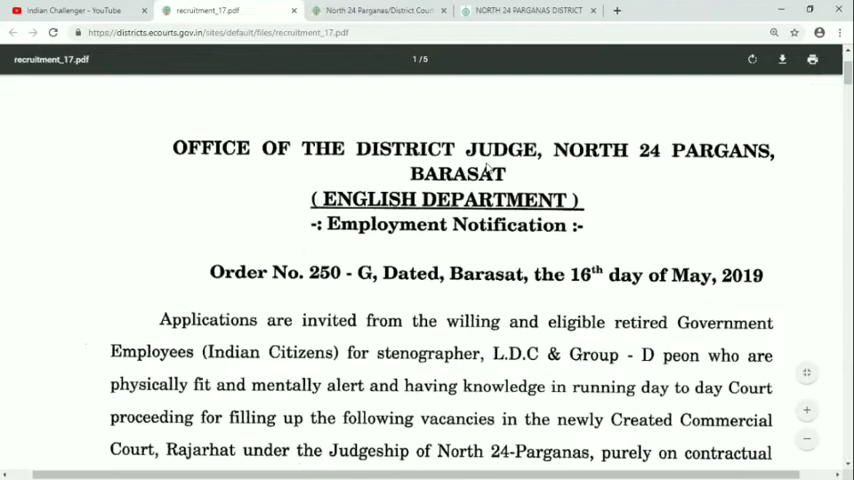 Indian Challenger - YouTube
recruitment_17.pdf
North 24 Parganas/District Cour
NORTH 24 PARGANAS DISTRICT
https://districts.ecourts.gov.in/sites/default/files/recruitment_17.pdf
recruitment_17.pdf
1 / 5
OFFICE OF THE DISTRICT JUDGE, NORTH 24 PARGANS,
BARASAT
( ENGLISH DEPARTMENT )
-: Employment Notification :-
Order No. 250 - G, Dated, Barasat, the 16th day of May, 2019
Applications are invited from the willing and eligible retired Government
Employees (Indian Citizens) for stenographer, L.D.C & Group - D peon who are
physically fit and mentally alert and having knowledge in running day to day Court
proceeding for filling up the following vacancies in the newly Created Commercial
Court, Rajarhat under the Judgeship of North 24-Parganas, purely on contractual